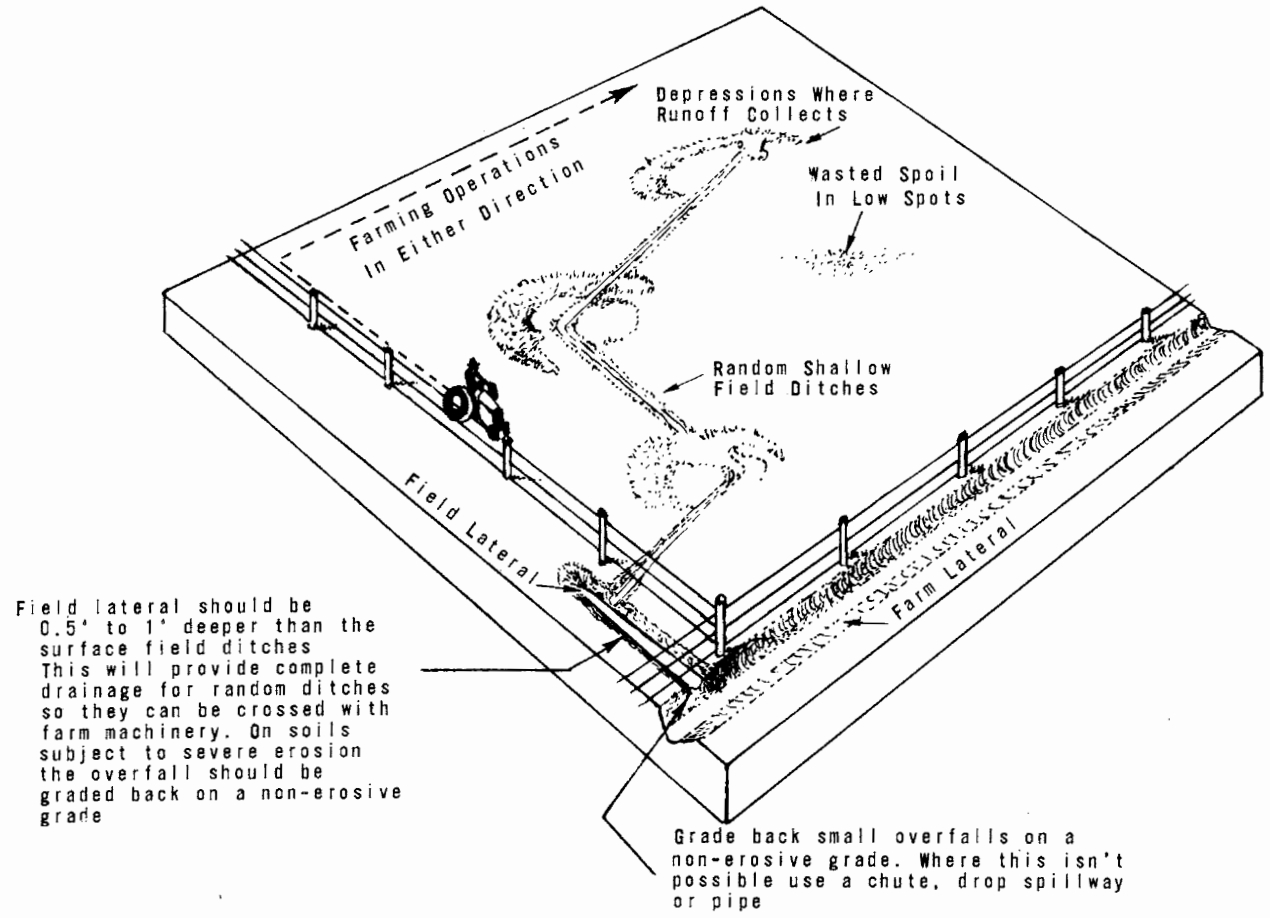 Depressions Where
Runoff Collects
Wasted Spoil
In Low Spots
Farming Operations
In Either Direction
Random Shallow
Field Ditches
Field Lateral
Farm Lateral
Field lateral should be
0.5' to 1' deeper than the
surface field ditches
This will provide complete
drainage for random ditches
so they can be crossed with
farm machinery. On soils
subject to severe erosion
the overfall should be
graded back on a non-erosive
grade
Grade back small overfalls on a
non-erosive grade. Where this isn't
possible use a chute, drop spillway
or pipe